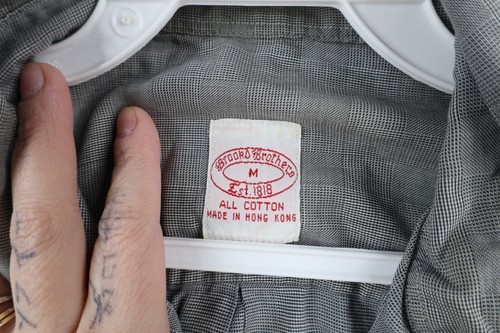 Brooks Brothers
M
Est. 1818
ALL COTTON
MADE IN HONG KONG